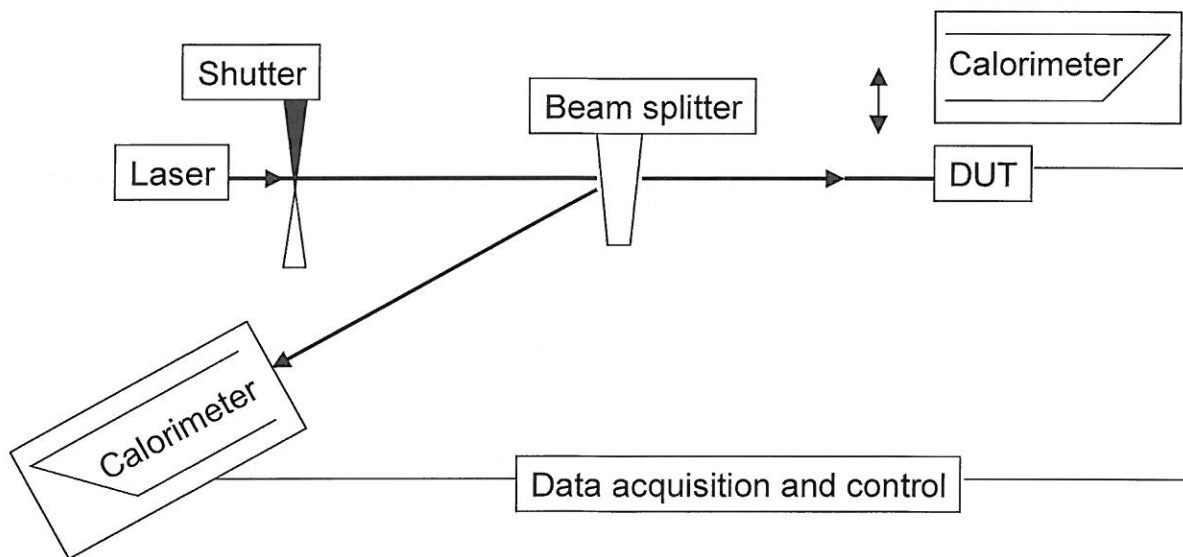 Shutter
Calorimeter
Beam splitter
Laser
DUT
Calorimeter
Data acquisition and control